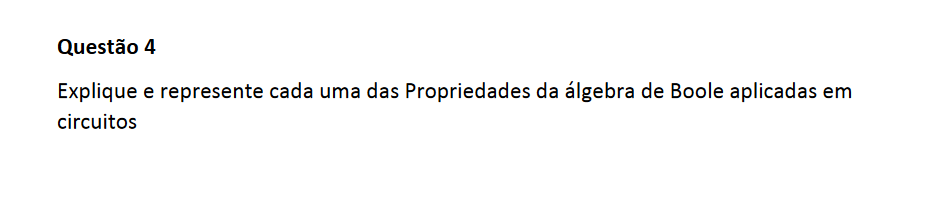 Questão 4
Explique e represente cada uma das Propriedades da álgebra de Boole aplicadas em
circuitos